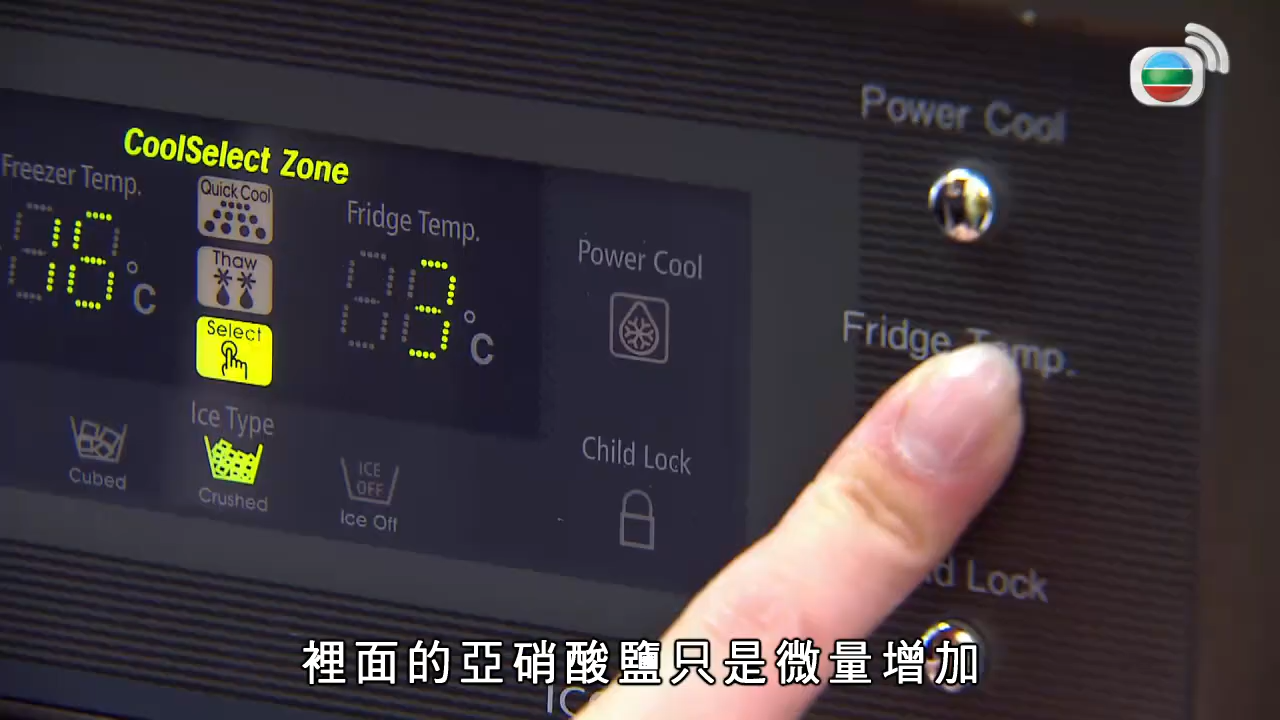 Power Cool
CoolSelect Zone
Freezer Temp.
Quick Cool
Fridge Temp.
18 °C
Thaw
3 °C
Power Cool
Select
Fridge Temp.
Ice Type
Child Lock
Cubed
Crushed
ICE OFF
Ice Off
Lock
裡面的亞硝酸鹽只是微量增加